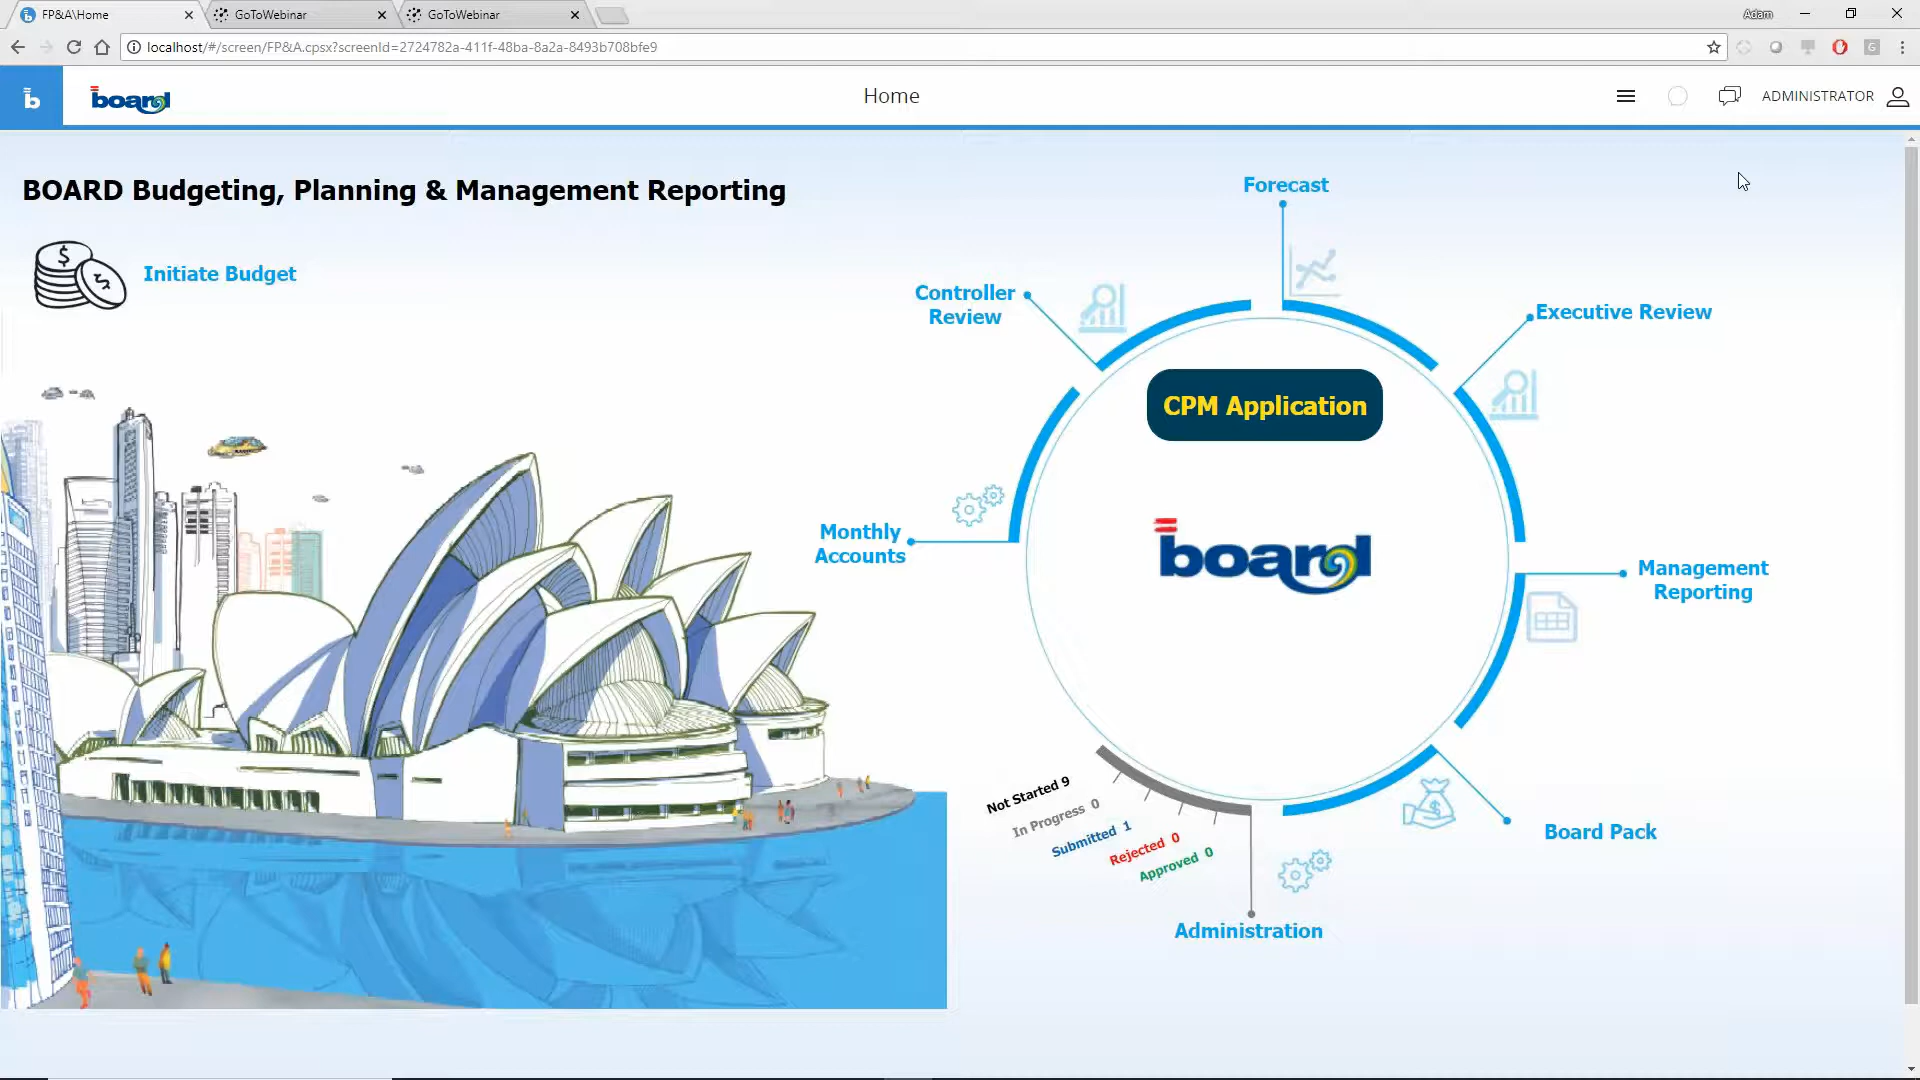 FP&A\Home
GoToWebinar
GoToWebinar
Adam
localhost/#/screen/FP&A.cpsx?screenId=2724782a-411f-48ba-8a2a-8493b708bfe9
b
board
Home
ADMINISTRATOR
BOARD Budgeting, Planning & Management Reporting
Initiate Budget
Forecast
Controller
Review
Executive Review
CPM Application
Monthly
Accounts
board
Management
Reporting
Not Started 9
In Progress 0
Submitted 1
Rejected 0
Approved 0
Board Pack
Administration